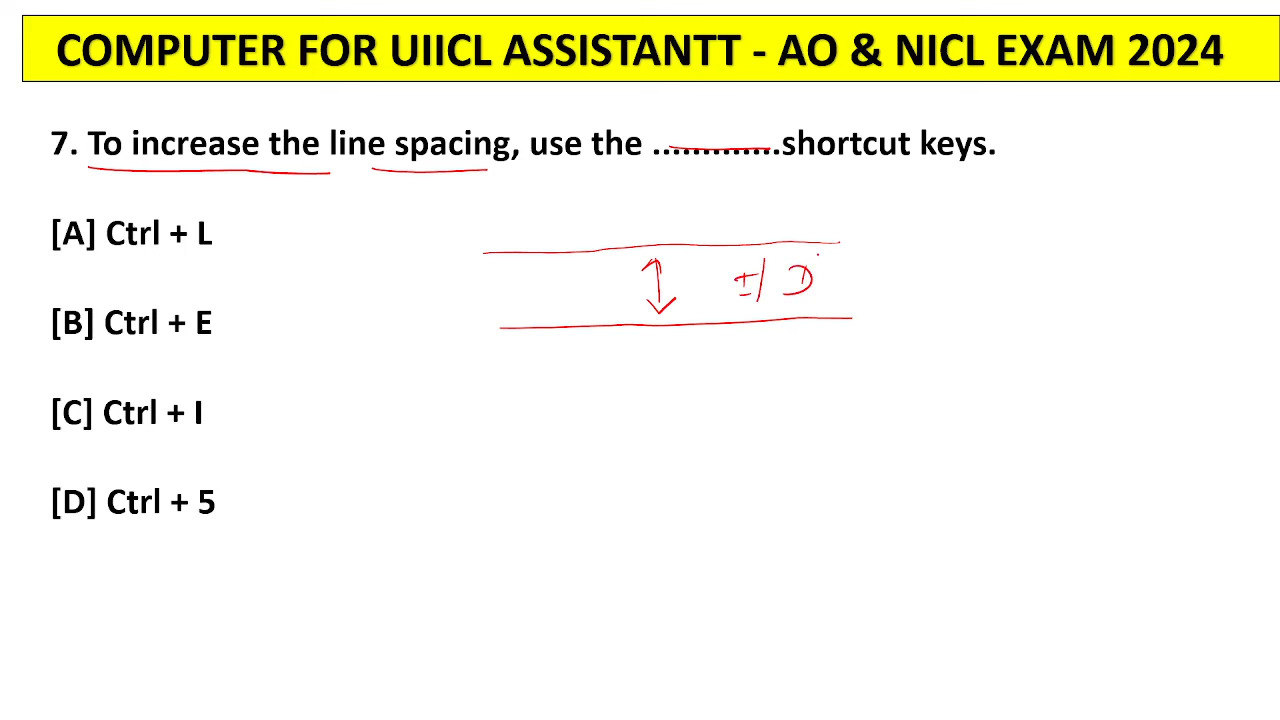 COMPUTER FOR UIICL ASSISTANTT - AO & NICL EXAM 2024
7. To increase the line spacing, use the .............shortcut keys.
[A] Ctrl + L
I/D
[B] Ctrl + E
[C] Ctrl + I
[D] Ctrl + 5